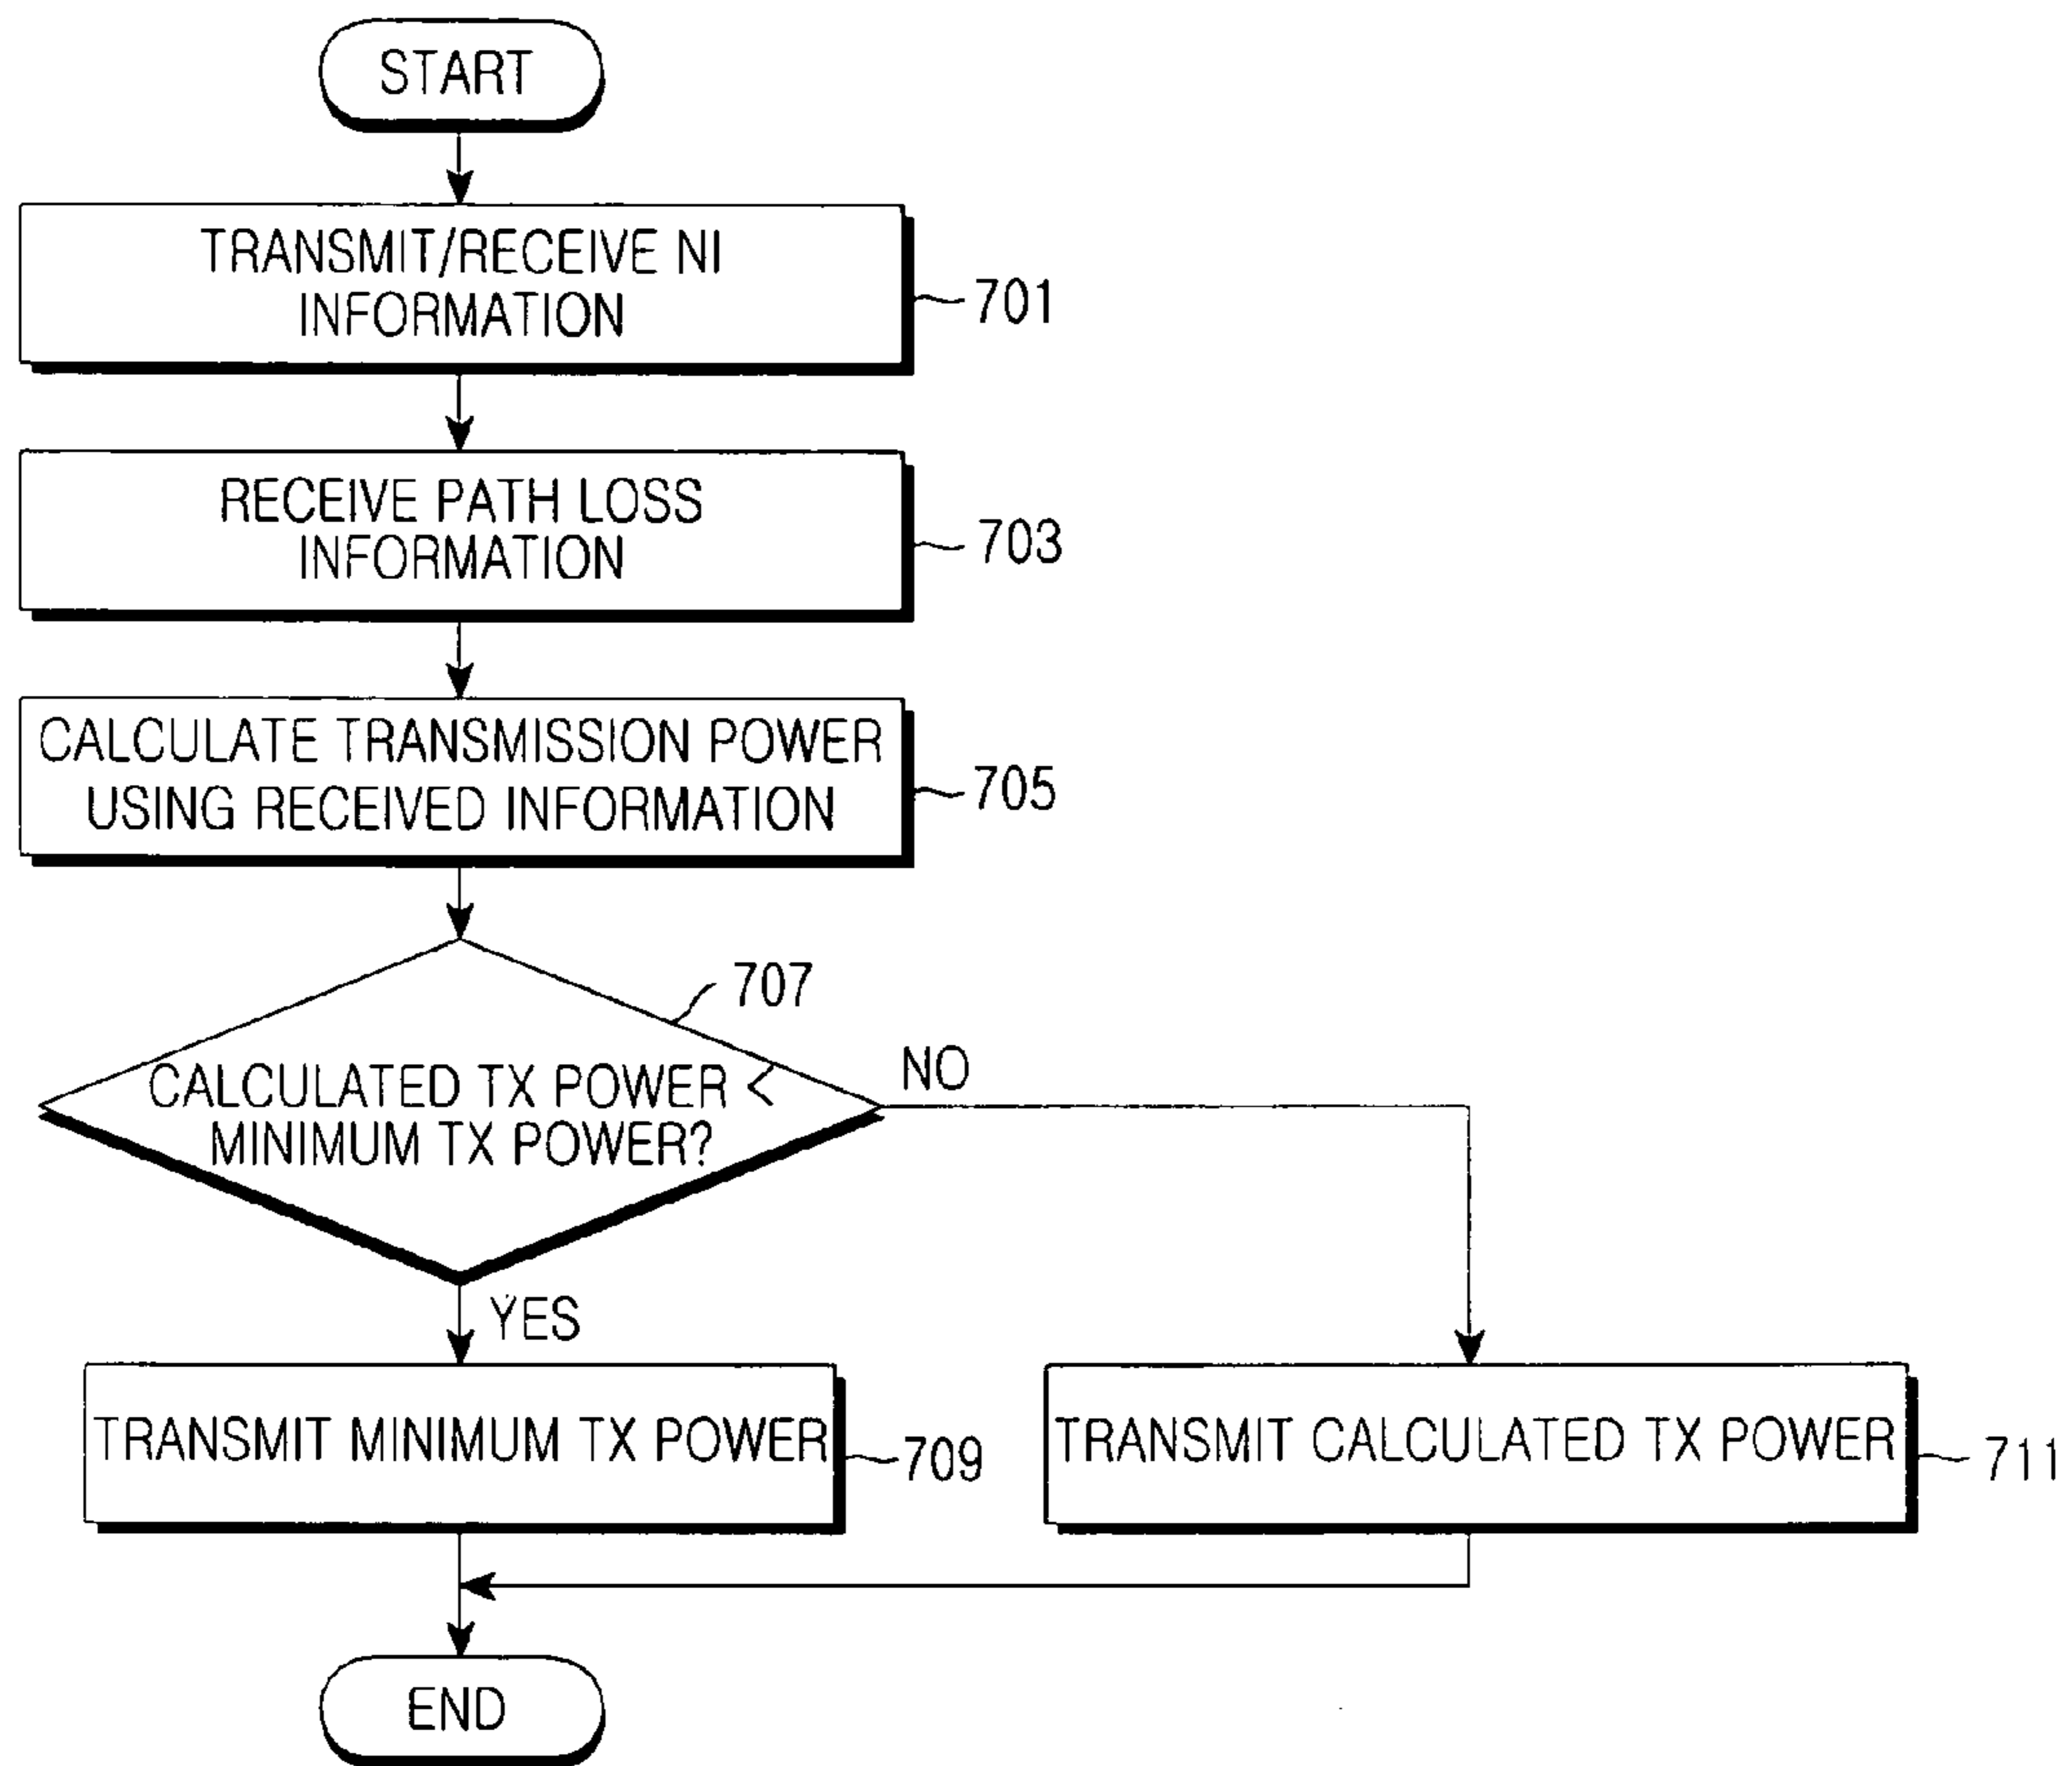 START
TRANSMIT/RECEIVE NI
INFORMATION
701
RECEIVE PATH LOSS
INFORMATION
703
CALCULATE TRANSMISSION POWER
USING RECEIVED INFORMATION
705
707
CALCULATED TX POWER <
MINIMUM TX POWER?
NO
YES
TRANSMIT MINIMUM TX POWER
709
TRANSMIT CALCULATED TX POWER
711
END